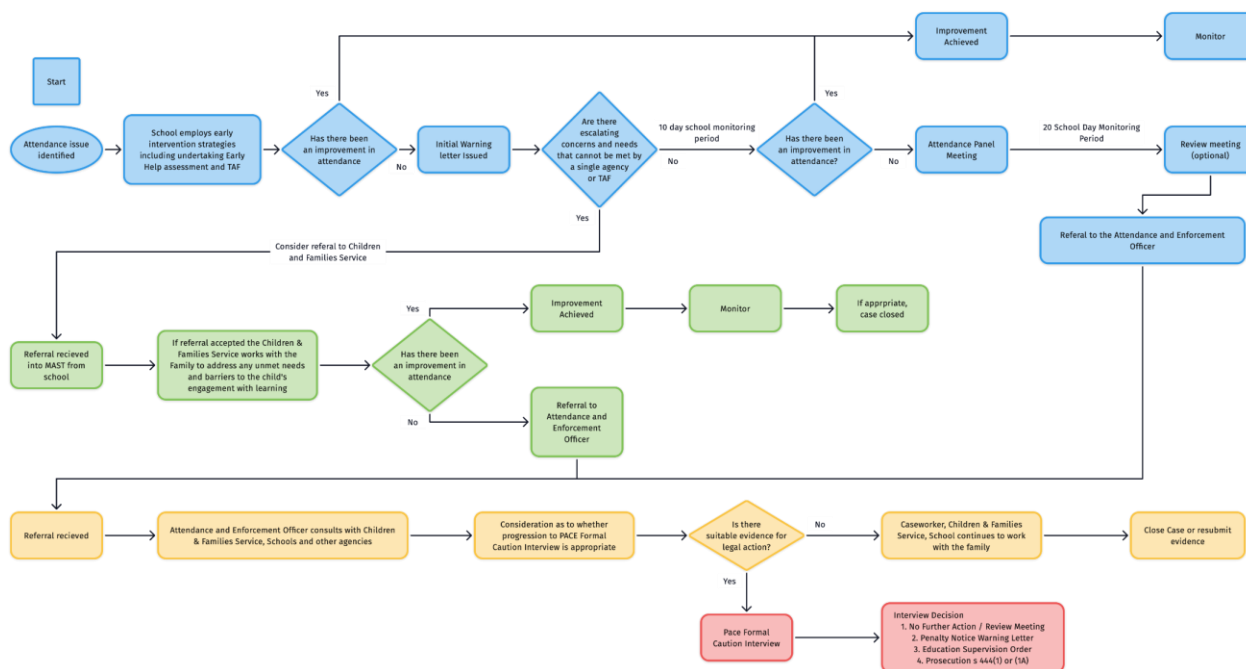 Improvement
Achieved
Monitor
Start
Yes
Yes
Attendance issue
identified
School employs early
intervention strategies
including undertaking Early
Help assessment and TAF
Has there been
an improvement in
attendance
No
Initial Warning
letter Issued
Are there
escalating
concerns and needs
that cannot be met by
a single agency
or TAF
10 day school monitoring
period
No
Has there been
an improvement in
attendance?
No
Attendance Panel
Meeting
20 School Day Monitoring
Period
Review meeting
(optional)
Yes
Consider referal to Children
and Families Service
Referal to the Attendance and Enforcement
Officer
Referral recieved
into MAST from
school
If referral accepted the Children &
Families Service works with the
Family to address any unmet needs
and barriers to the child's
engagement with learning
Has there been
an improvement in
attendance
Yes
Improvement
Achieved
Monitor
If apprpriate,
case closed
No
Referral to
Attendance and
Enforcement
Officer
Referral recieved
Attendance and Enforcement Officer consults with Children
& Families Service, Schools and other agencies
Consideration as to whether
progression to PACE Formal
Caution Interview is appropriate
Is there
suitable evidence for
legal action?
No
Caseworker, Children & Families
Service, School continues to work
with the family
Close Case or resubmit
evidence
Yes
Pace Formal
Caution Interview
Interview Decision
1. No Further Action / Review Meeting
2. Penalty Notice Warning Letter
3. Education Supervision Order
4. Prosecution s 444(1) or (1A)